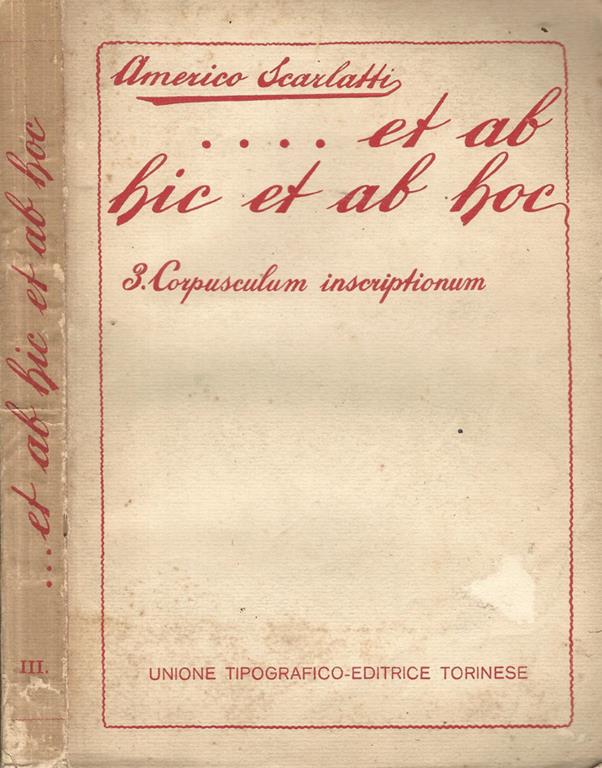 Americo Scarlatti
.... et ab
hic et ab hoc
3. Corpusculum inscriptionum
UNIONE TIPOGRAFICO-EDITRICE TORINESE
... et ab hic et ab hoc
III.